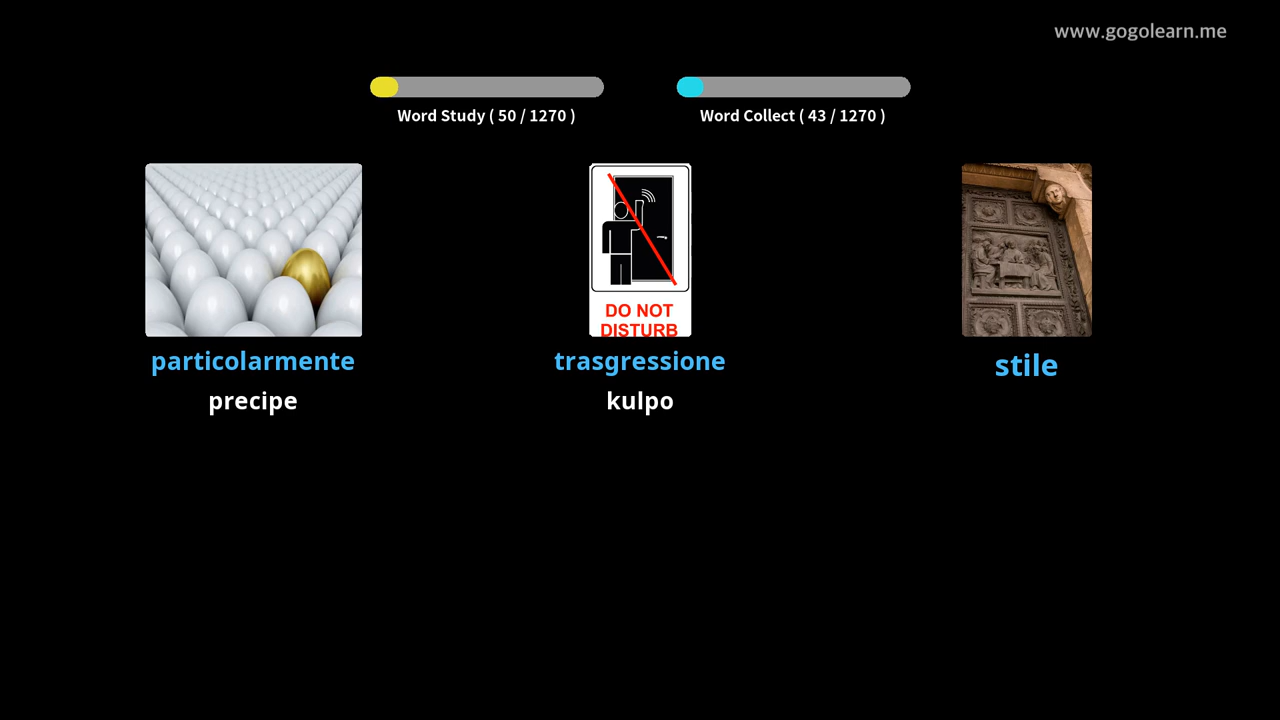 www.gogolearn.me
Word Study ( 50 / 1270 )
Word Collect ( 43 / 1270 )
DO NOT
DISTURB
particolarmente
trasgressione
stile
precipe
kulpo